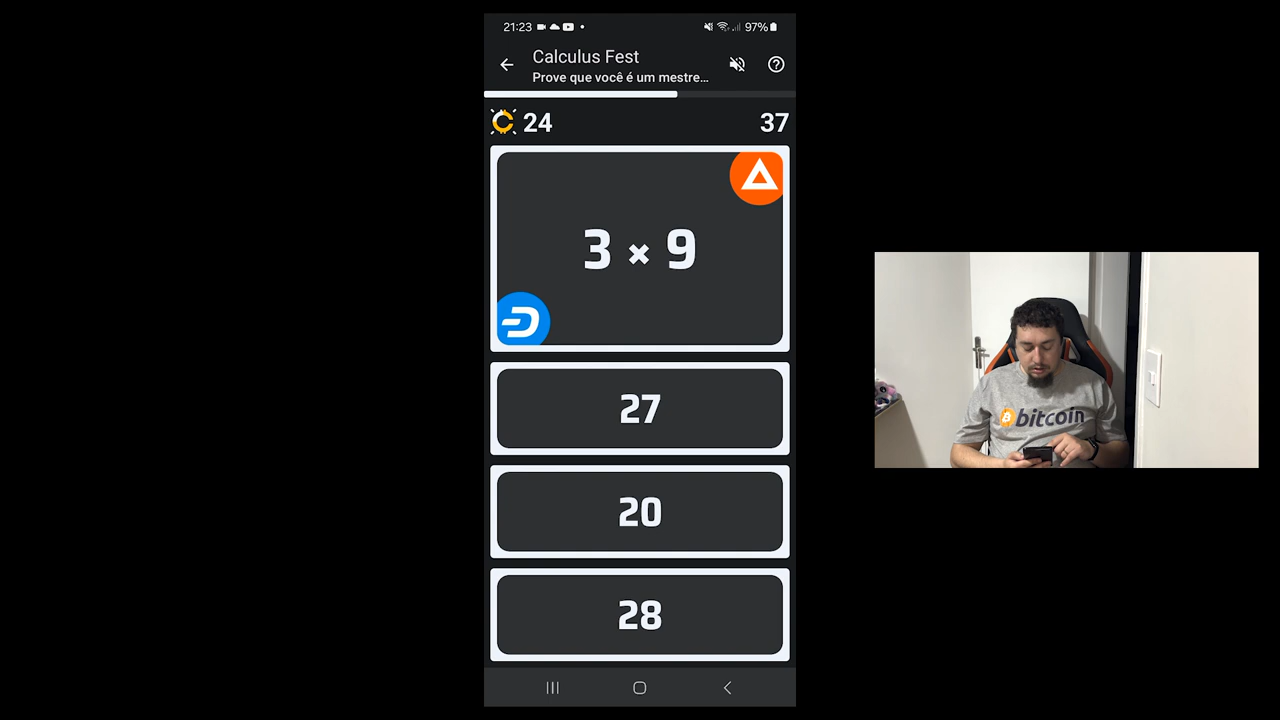 21:23
97%
Calculus Fest
Prove que você é um mestre...
24
37
3 × 9
27
20
28
bitcoin